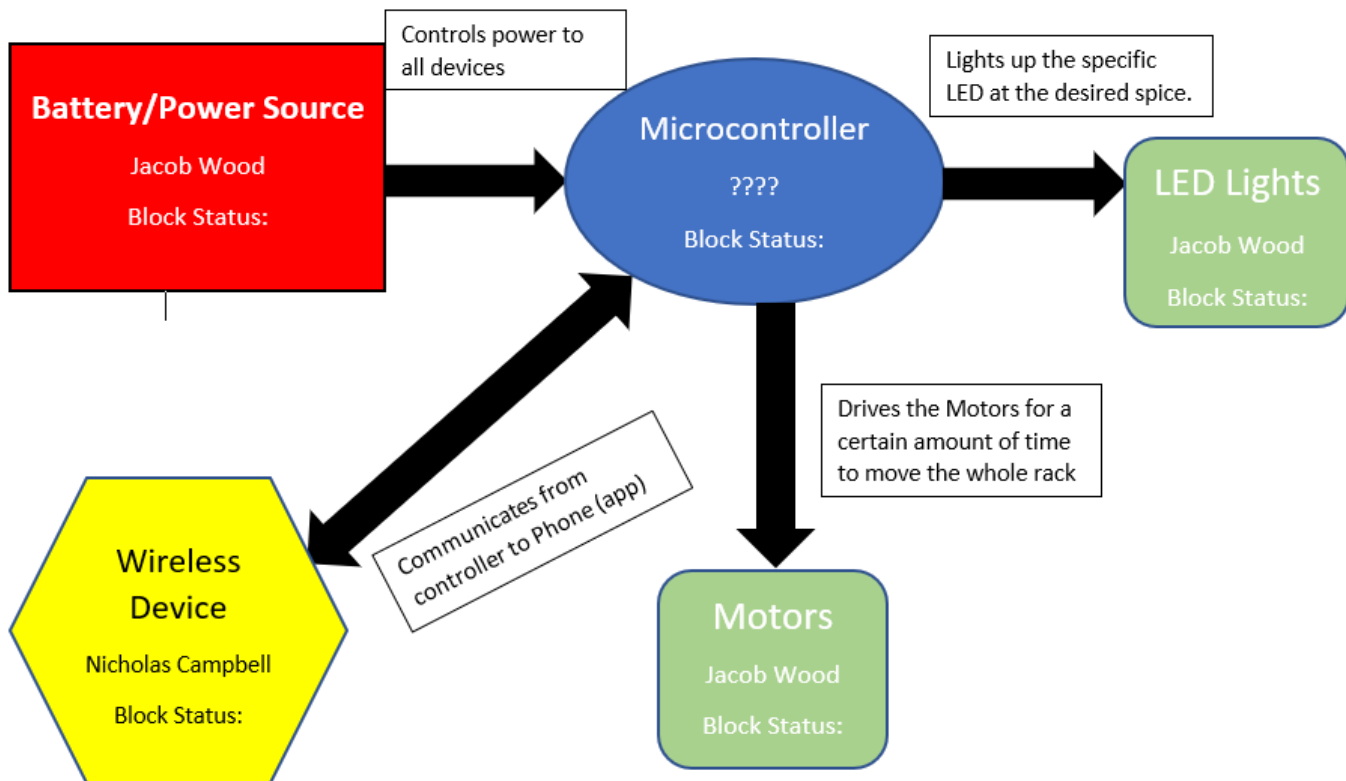 Controls power to
all devices
Battery/Power Source
Jacob Wood
Block Status:
Microcontroller
????
Block Status:
Lights up the specific
LED at the desired spice.
LED Lights
Jacob Wood
Block Status:
Drives the Motors for a
certain amount of time
to move the whole rack
Communicates from
controller to Phone (app)
Wireless
Device
Nicholas Campbell
Block Status:
Motors
Jacob Wood
Block Status: